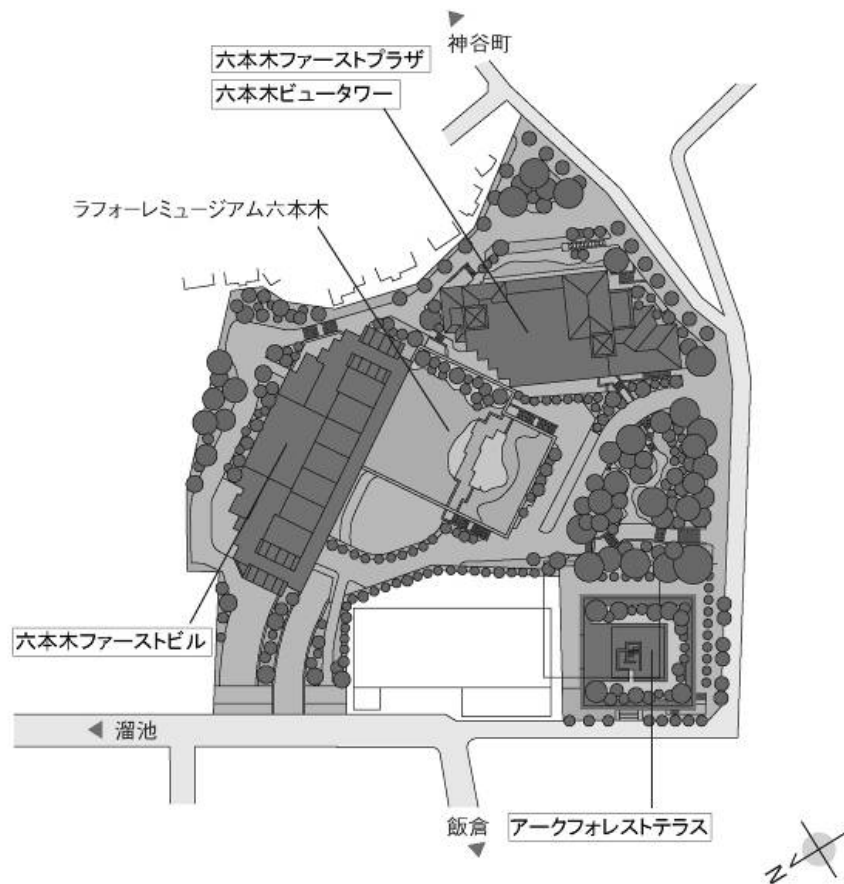 神谷町
六本木ファーストプラザ
六本木ビュータワー
ラフォーレミュージアム六本木
六本木ファーストビル
溜池
飯倉
アークフォレストテラス
N